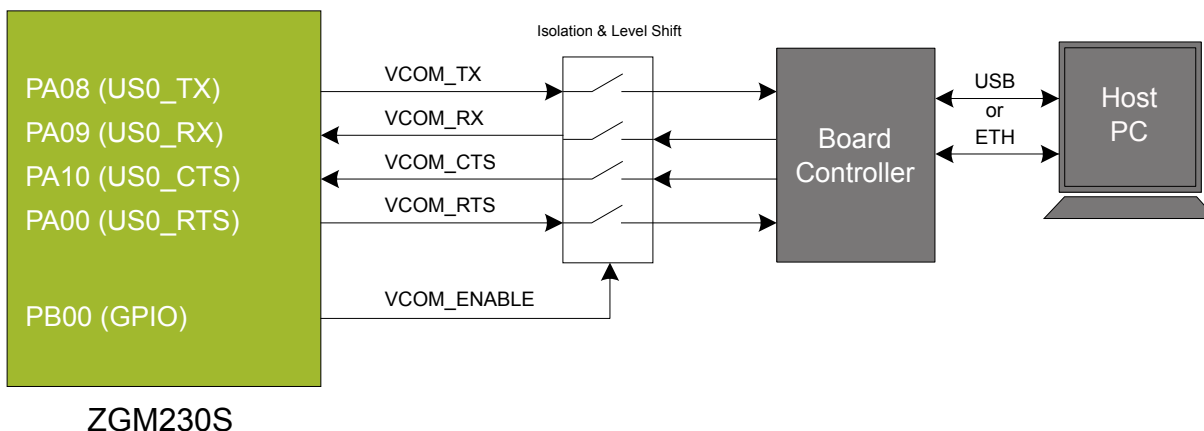 Isolation & Level Shift
PA08 (US0_TX)
VCOM_TX
PA09 (US0_RX)
VCOM_RX
PA10 (US0_CTS)
VCOM_CTS
PA00 (US0_RTS)
VCOM_RTS
PB00 (GPIO)
VCOM_ENABLE
Board
Controller
USB
or
ETH
Host
PC
ZGM230S